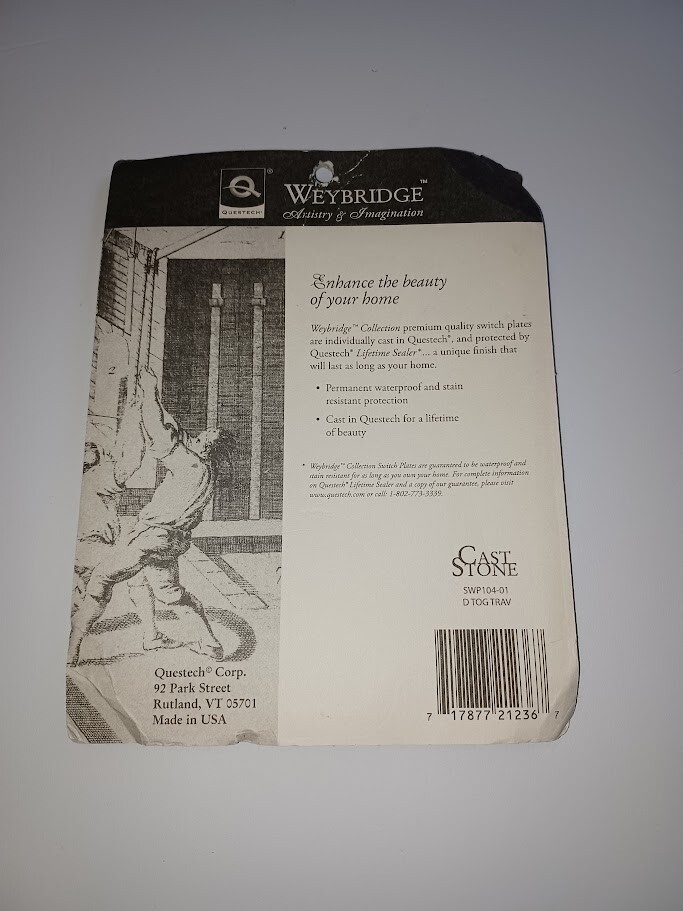 Q®
QUESTECH®
WEYBRIDGE™
Artistry & Imagination
Enhance the beauty
of your home
Weybridge™ Collection premium quality switch plates
are individually cast in Questech®, and protected by
Questech® Lifetime Sealer*... a unique finish that
will last as long as your home.
• Permanent waterproof and stain
resistant protection
• Cast in Questech for a lifetime
of beauty
* Weybridge™ Collection Switch Plates are guaranteed to be waterproof and
stain resistant for as long as you own your home. For complete information
on Questech® Lifetime Sealer and a copy of our guarantee, please visit
www.questech.com or call: 1-802-773-3339.
CAST
STONE
SWP104-01
D TOG TRAV
7 17877 21236 7
Questech© Corp.
92 Park Street
Rutland, VT 05701
Made in USA